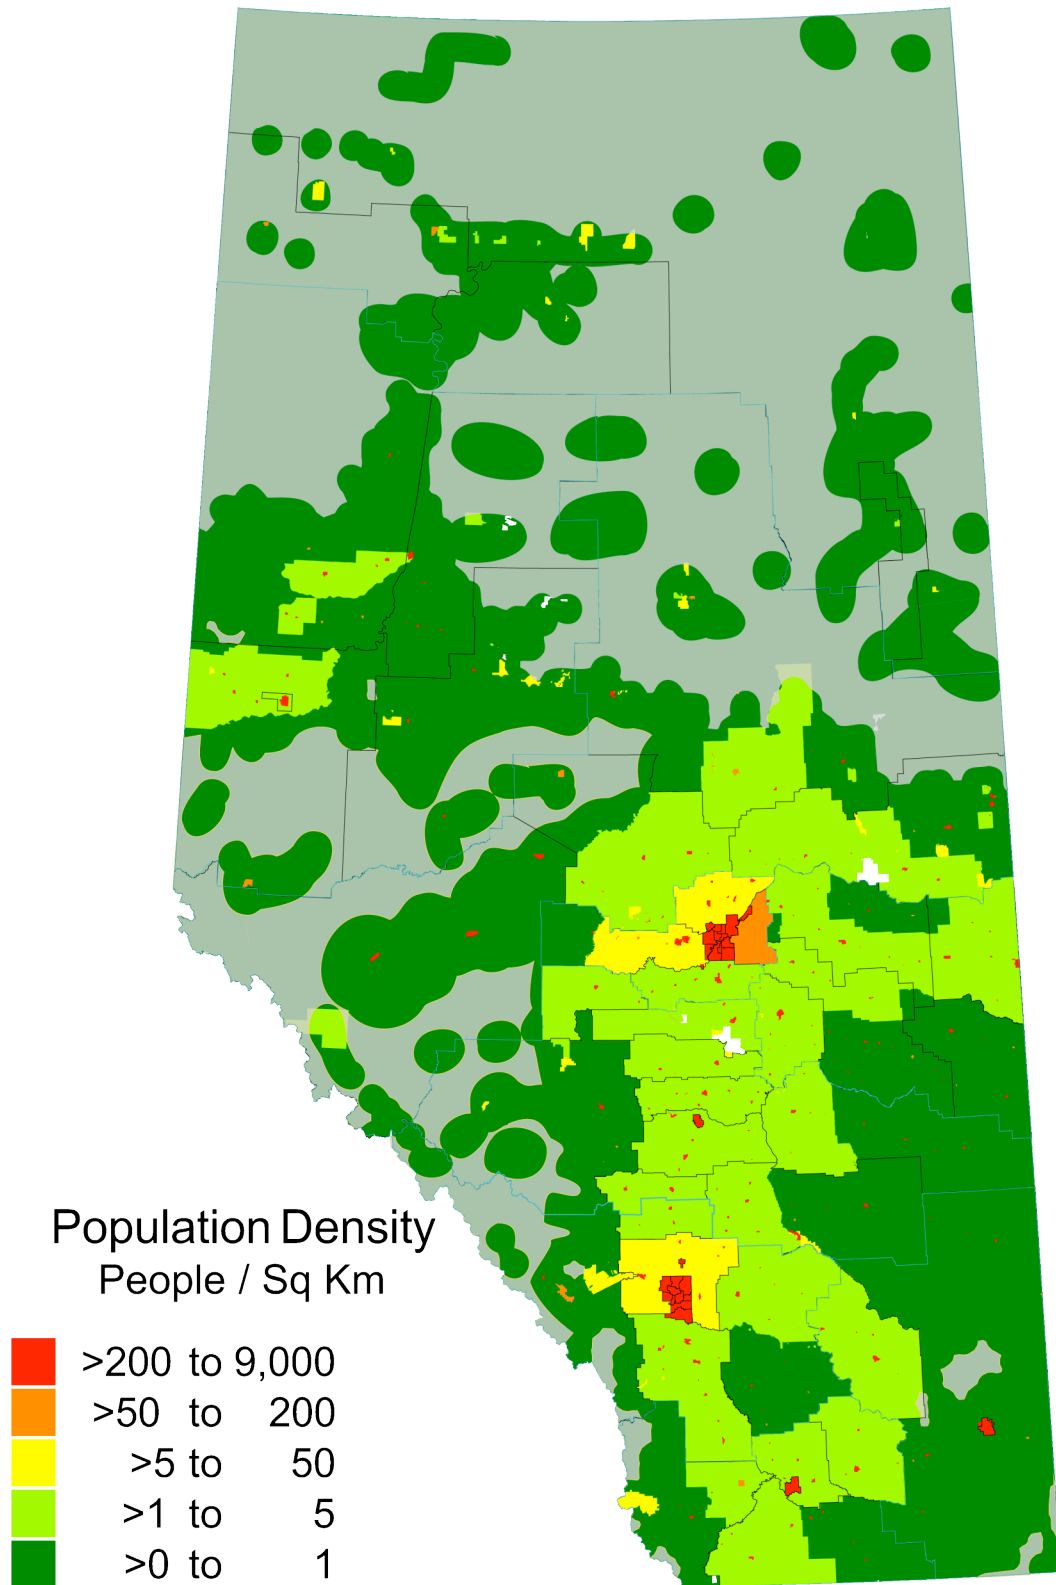 Population Density
People / Sq Km
>200 to 9,000
>50 to 200
>5 to 50
>1 to 5
>0 to 1